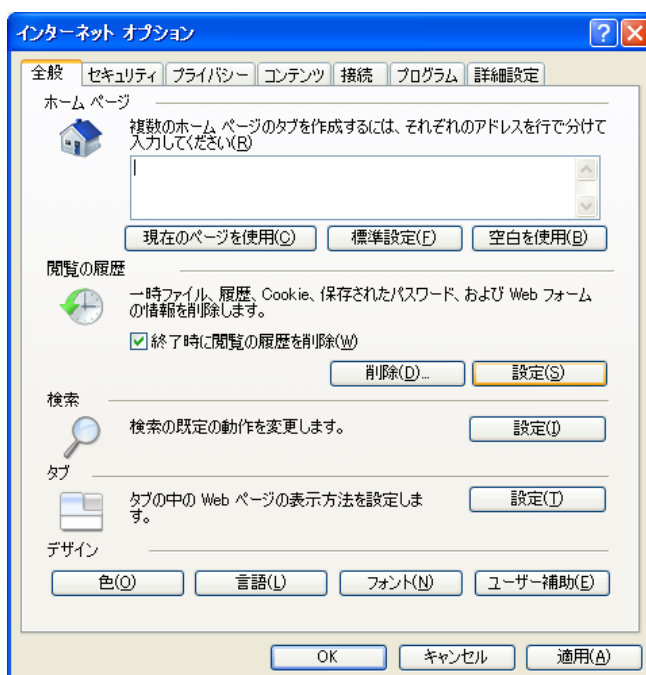 インターネット オプション
全般 セキュリティ プライバシー コンテンツ 接続 プログラム 詳細設定
ホーム ページ
複数のホーム ページのタブを作成するには、それぞれのアドレスを行で分けて
入力してください(R)
現在のページを使用(C) 標準設定(F) 空白を使用(B)
閲覧の履歴
一時ファイル、履歴、Cookie、保存されたパスワード、および Web フォーム
の情報を削除します。
終了時に閲覧の履歴を削除(W)
削除(D)... 設定(S)
検索
検索の既定の動作を変更します。
設定(I)
タブ
タブの中の Web ページの表示方法を設定しま
す。
設定(T)
デザイン
色(O) 言語(L) フォント(N) ユーザー補助(E)
OK キャンセル 適用(A)